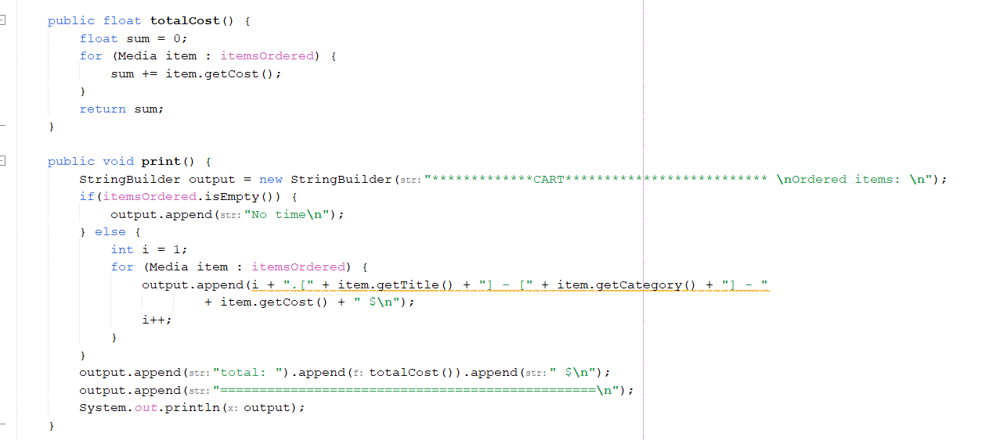 public float totalCost() {
float sum = 0;
for (Media item : itemsOrdered) {
sum += item.getCost();
}
return sum;
}
public void print() {
StringBuilder output = new StringBuilder(str: "*************CART************************** \nOrdered items: \n");
if(itemsOrdered.isEmpty()) {
output.append(str: "No time\n");
} else {
int i = 1;
for (Media item : itemsOrdered) {
output.append(i + ".[" + item.getTitle() + "] - [" + item.getCategory() + "] - "
+ item.getCost() + " $\n");
i++;
}
}
output.append(str: "total: ").append(f: totalCost()).append(str: " $\n");
output.append(str: "================================================\n");
System.out.println(x: output);
}